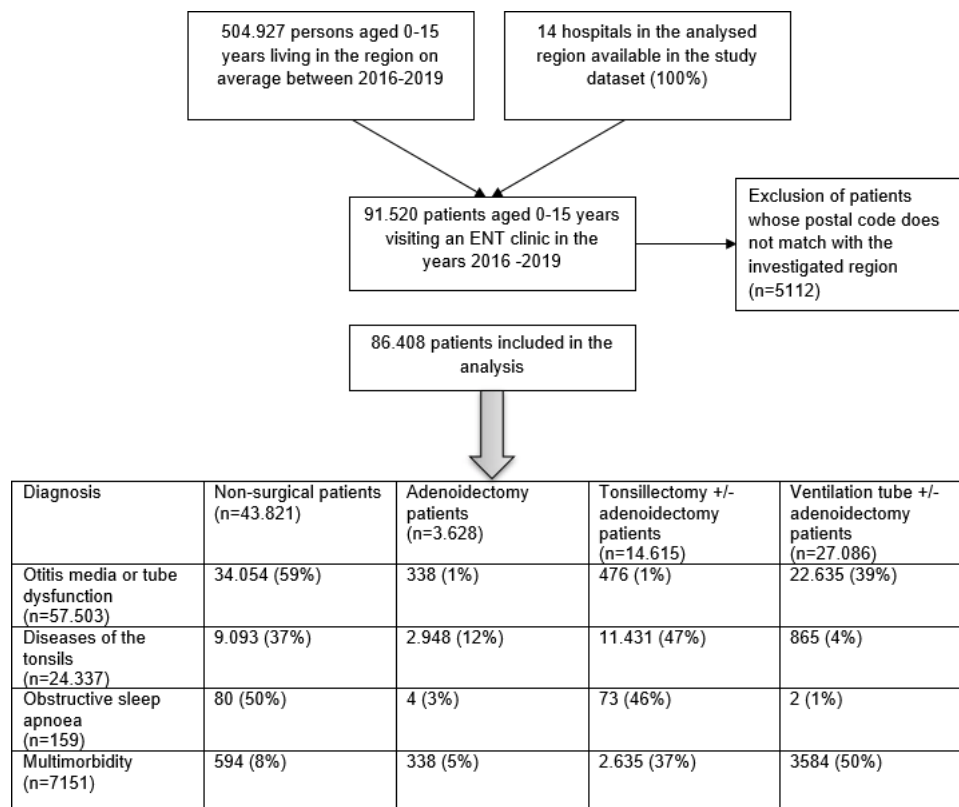 504.927 persons aged 0-15
years living in the region on
average between 2016-2019
14 hospitals in the analysed
region available in the study
dataset (100%)
91.520 patients aged 0-15 years
visiting an ENT clinic in the
years 2016 -2019
Exclusion of patients
whose postal code does
not match with the
investigated region
(n=5112)
86.408 patients included in the
analysis
Diagnosis
Non-surgical patients
(n=43.821)
Adenoidectomy
patients
(n=3.628)
Tonsillectomy +/-
adenoidectomy
patients
(n=14.615)
Ventilation tube +/-
adenoidectomy
patients
(n=27.086)
Otitis media or tube
dysfunction
(n=57.503)
34.054 (59%)
338 (1%)
476 (1%)
22.635 (39%)
Diseases of the
tonsils
(n=24.337)
9.093 (37%)
2.948 (12%)
11.431 (47%)
865 (4%)
Obstructive sleep
apnoea
(n=159)
80 (50%)
4 (3%)
73 (46%)
2 (1%)
Multimorbidity
(n=7151)
594 (8%)
338 (5%)
2.635 (37%)
3584 (50%)